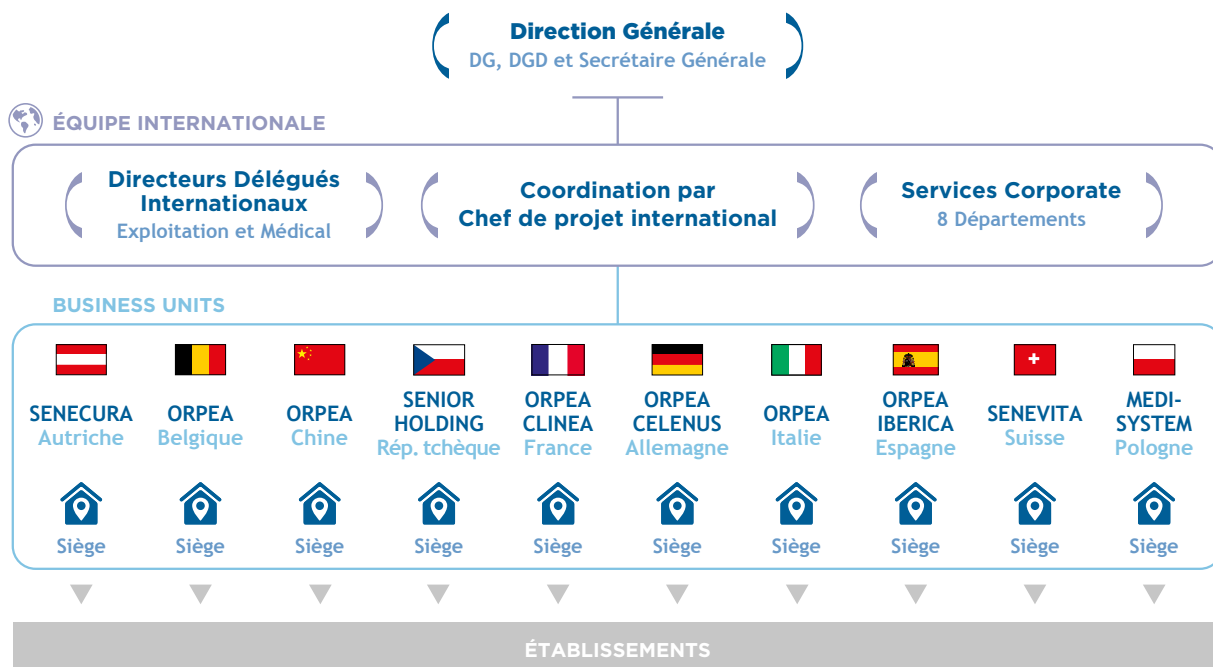 Direction Générale
DG, DGD et Secrétaire Générale
ÉQUIPE INTERNATIONALE
Directeurs Délégués
Internationaux
Exploitation et Médical
Coordination par
Chef de projet international
Services Corporate
8 Départements
BUSINESS UNITS
SENECURA
Autriche
ORPEA
Belgique
ORPEA
Chine
SENIOR
HOLDING
Rép. tchèque
ORPEA
CLINEA
France
ORPEA
CELENUS
Allemagne
ORPEA
Italie
ORPEA
IBERICA
Espagne
SENEVITA
Suisse
MEDI-
SYSTEM
Pologne
Siège
Siège
Siège
Siège
Siège
Siège
Siège
Siège
Siège
Siège
ÉTABLISSEMENTS